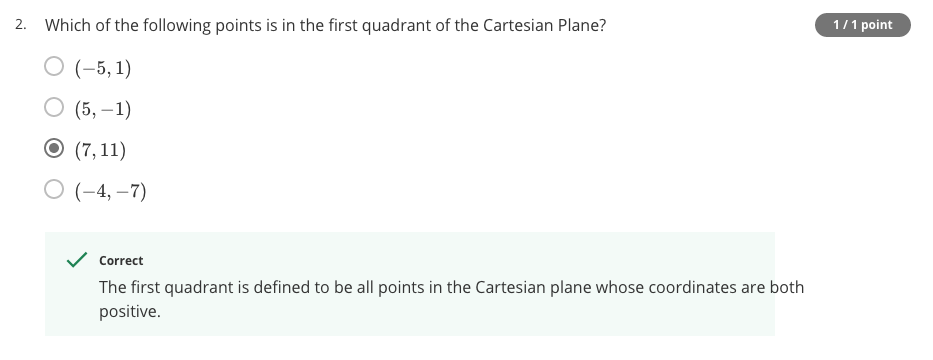 2. Which of the following points is in the first quadrant of the Cartesian Plane?
1 / 1 point
(−5, 1)
(5, −1)
(7, 11)
(−4, −7)
Correct
The first quadrant is defined to be all points in the Cartesian plane whose coordinates are both
positive.